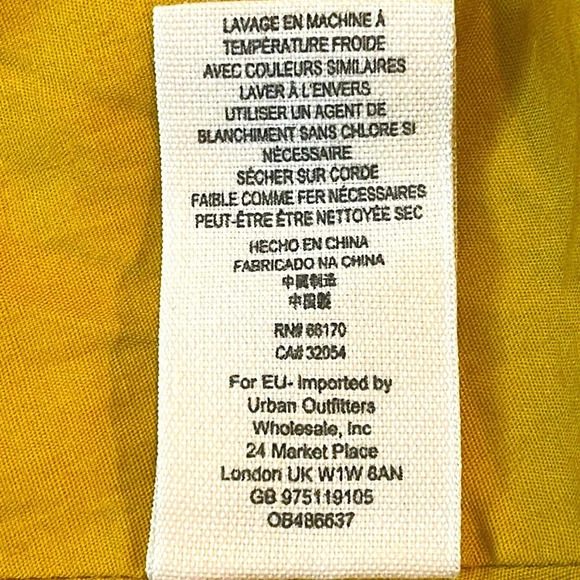 LAVAGE EN MACHINE À
TEMPÉRATURE FROIDE
AVEC COULEURS SIMILAIRES
LAVER À L'ENVERS
UTILISER UN AGENT DE
BLANCHIMENT SANS CHLORE SI
NÉCESSAIRE
SÉCHER SUR CORDE
FAIBLE COMME FER NÉCESSAIRES
PEUT-ÊTRE ÊTRE NETTOYÉE SEC
HECHO EN CHINA
FABRICADO NA CHINA
中國制造
中國製
RN# 66170
CA# 32054
For EU- Imported by
Urban Outfitters
Wholesale, Inc
24 Market Place
London UK W1W 8AN
GB 975119105
OB486637